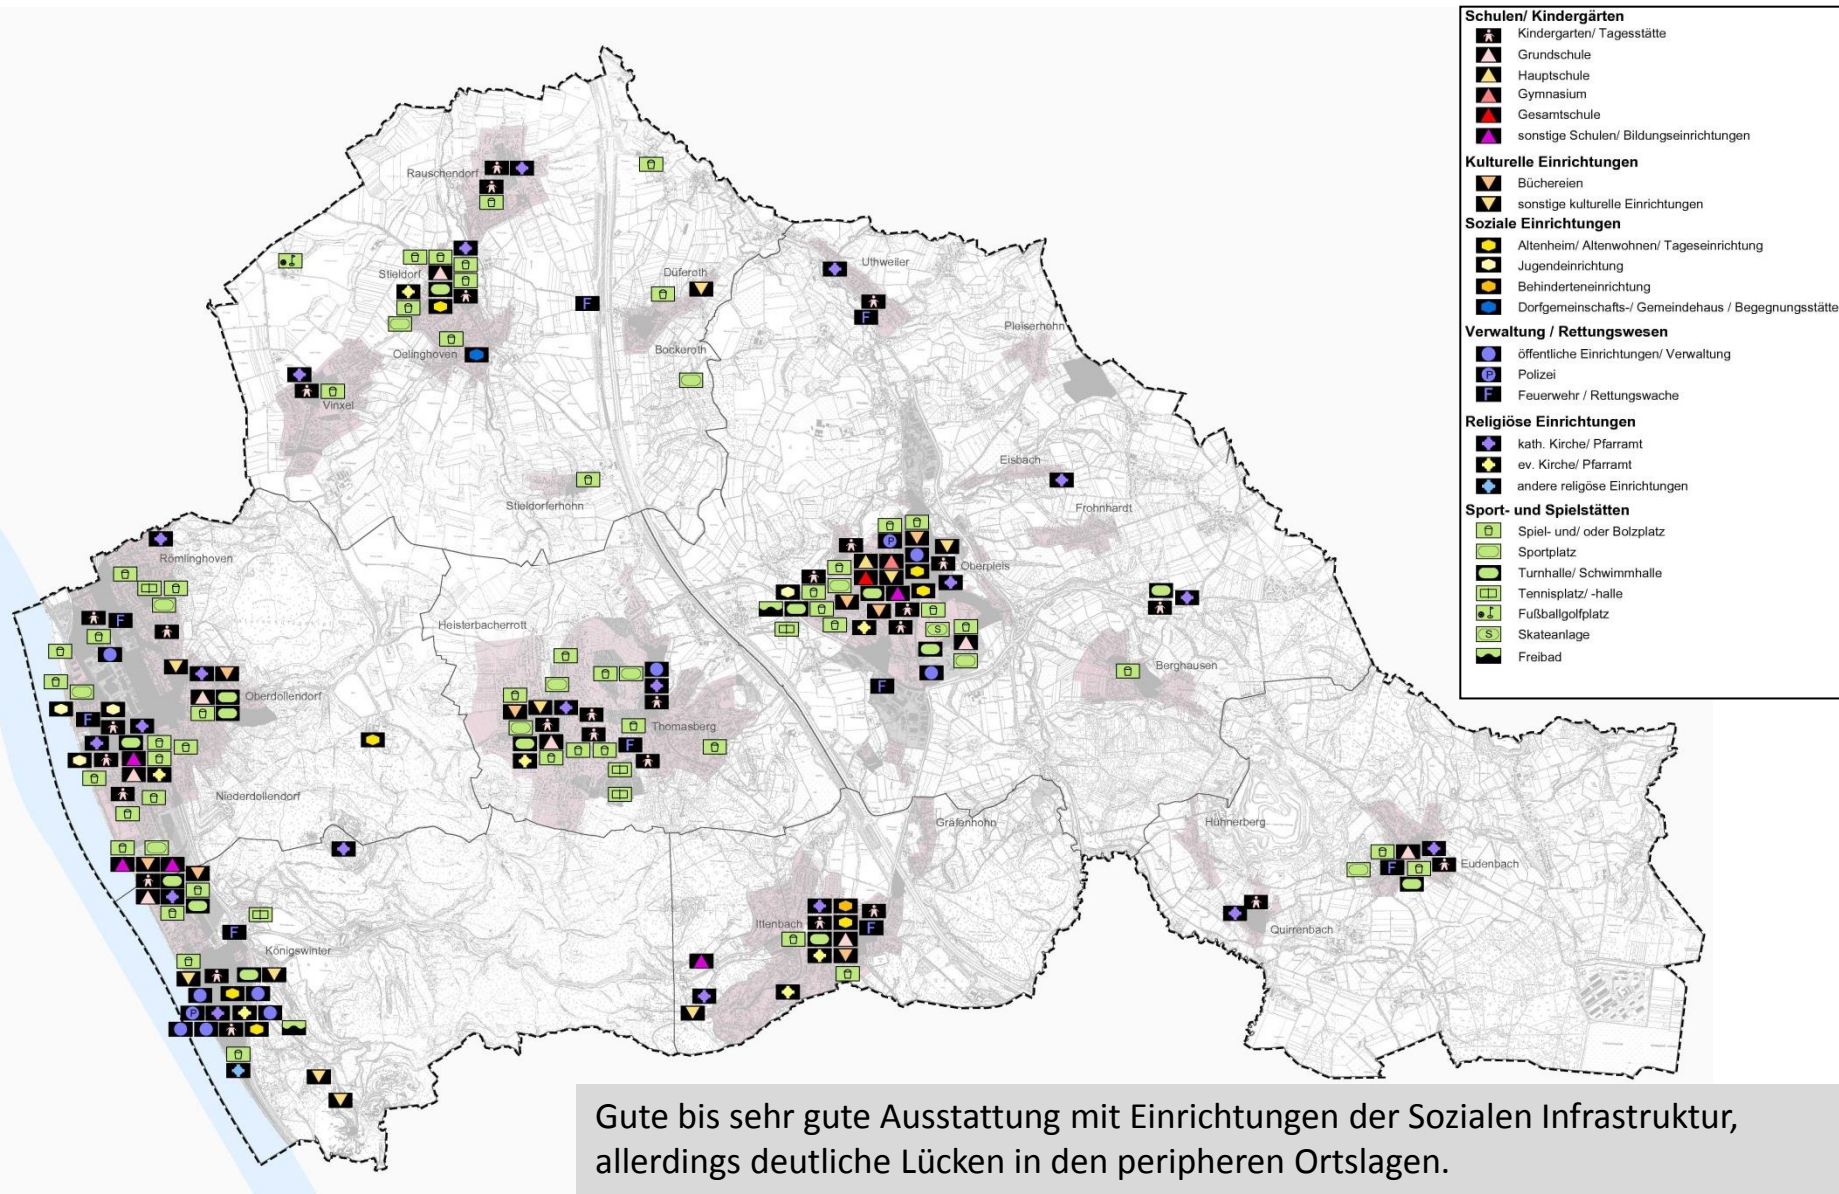 Schulen/ Kindergärten
Kindergarten/ Tagesstätte
Grundschule
Hauptschule
Gymnasium
Gesamtschule
sonstige Schulen/ Bildungseinrichtungen
Kulturelle Einrichtungen
Büchereien
sonstige kulturelle Einrichtungen
Soziale Einrichtungen
Altenheim/ Altenwohnen/ Tageseinrichtung
Jugendeinrichtung
Behinderteneinrichtung
Dorfgemeinschafts-/ Gemeindehaus / Begegnungsstätte
Verwaltung / Rettungswesen
öffentliche Einrichtungen/ Verwaltung
P Polizei
F Feuerwehr / Rettungswache
Religiöse Einrichtungen
kath. Kirche/ Pfarramt
ev. Kirche/ Pfarramt
andere religöse Einrichtungen
Sport- und Spielstätten
Spiel- und/ oder Bolzplatz
Sportplatz
Turnhalle/ Schwimmhalle
Tennisplatz/ -halle
Fußballgolfplatz
S Skateanlage
Freibad
Rauschendorf
Stieldorf
Düferoth
Uthweiler
F
F
Pleiserhohn
Bockeroth
Oelinghoven
Vinxel
Eisbach
Stieldorferhohn
Frohnhardt
Römlinghoven
P
Oberpleis
F
Heisterbacherrott
S
Berghausen
Oberdollendorf
F
Thomasberg
F
F
Niederdollendorf
Gräfenhohn
Hühnerberg
Eudenbach
F
Ittenbach
F
Quirrenbach
F
Königswinter
P
Gute bis sehr gute Ausstattung mit Einrichtungen der Sozialen Infrastruktur,
allerdings deutliche Lücken in den peripheren Ortslagen.